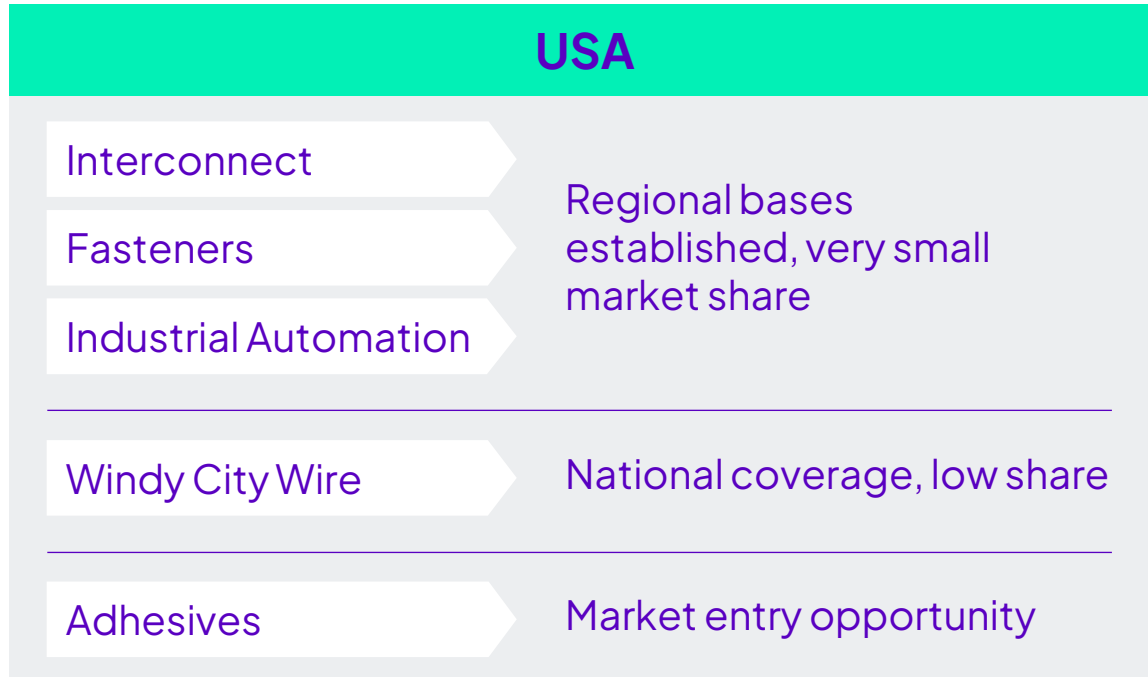 USA
Interconnect
Fasteners
Industrial Automation
Regional bases
established, very small
market share
Windy City Wire
National coverage, low share
Adhesives
Market entry opportunity